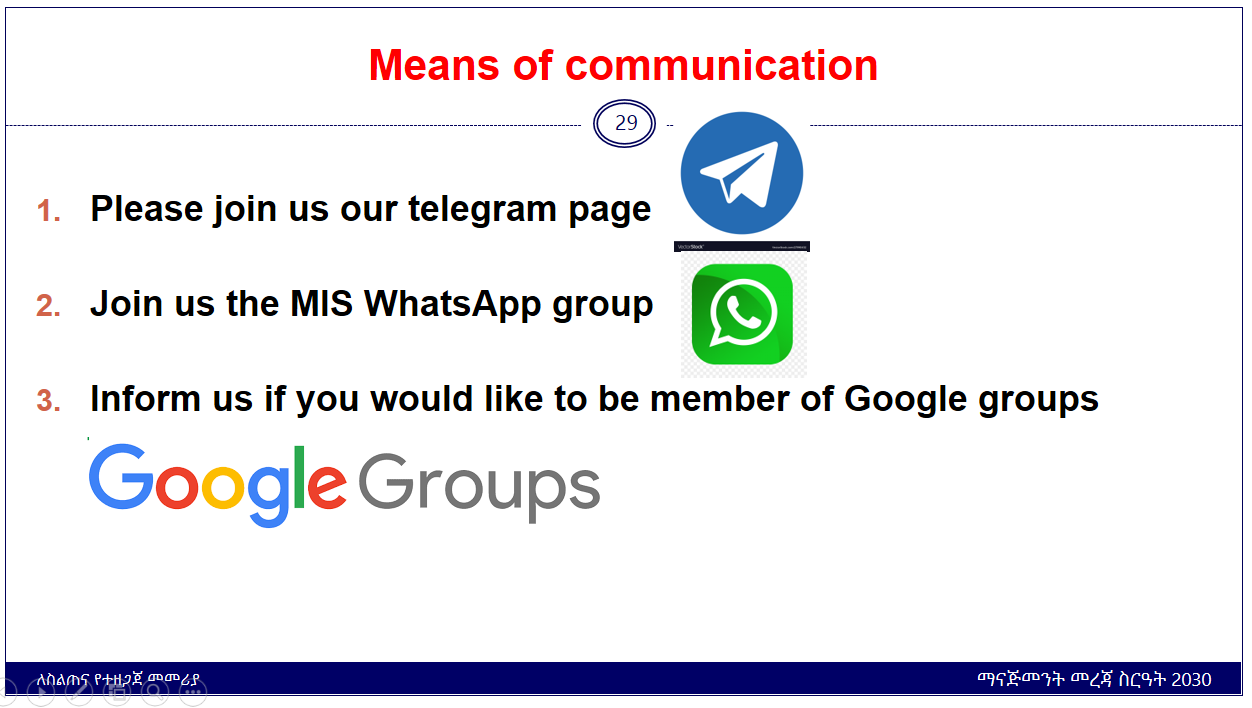 Means of communication
29
1. Please join us our telegram page
VectorStock
2. Join us the MIS WhatsApp group
3. Inform us if you would like to be member of Google groups
Google Groups
ለስልጠና የተዘጋጀ መመሪያ
ማናጅመንት መረጃ ስርዓት 2030